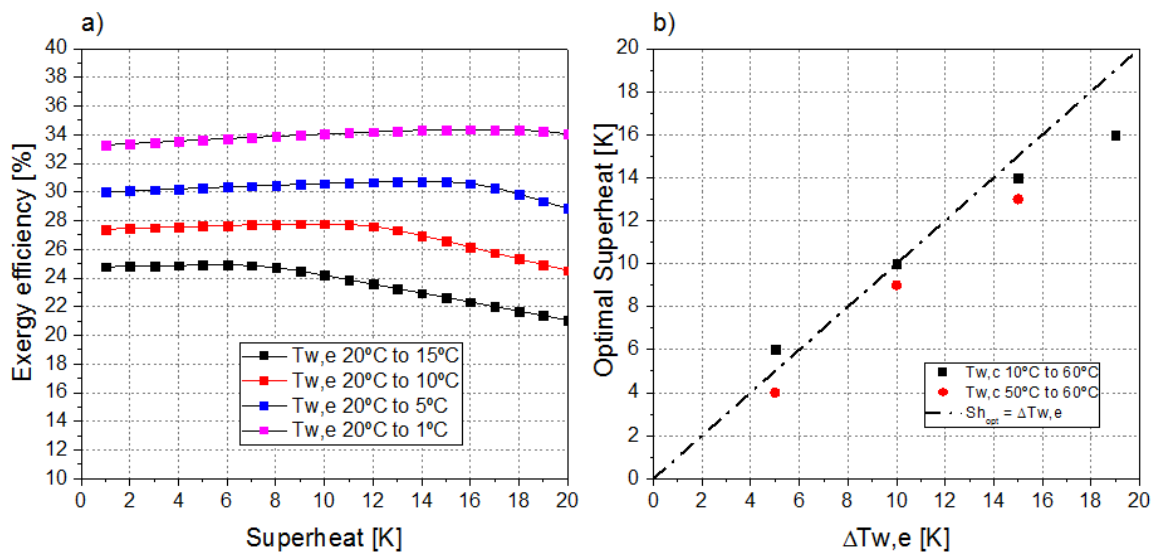 a)
Exergy efficiency [%]
40
38
36
34
32
30
28
26
24
22
20
18
16
14
12
10
0 2 4 6 8 10 12 14 16 18 20
Superheat [K]
Tw,e 20ºC to 15ºC
Tw,e 20ºC to 10ºC
Tw,e 20ºC to 5ºC
Tw,e 20ºC to 1ºC
b)
Optimal Superheat [K]
20
18
16
14
12
10
8
6
4
2
0
0 2 4 6 8 10 12 14 16 18 20
ΔTw,e [K]
Tw,c 10ºC to 60ºC
Tw,c 50ºC to 60ºC
Shopt = ΔTw,e